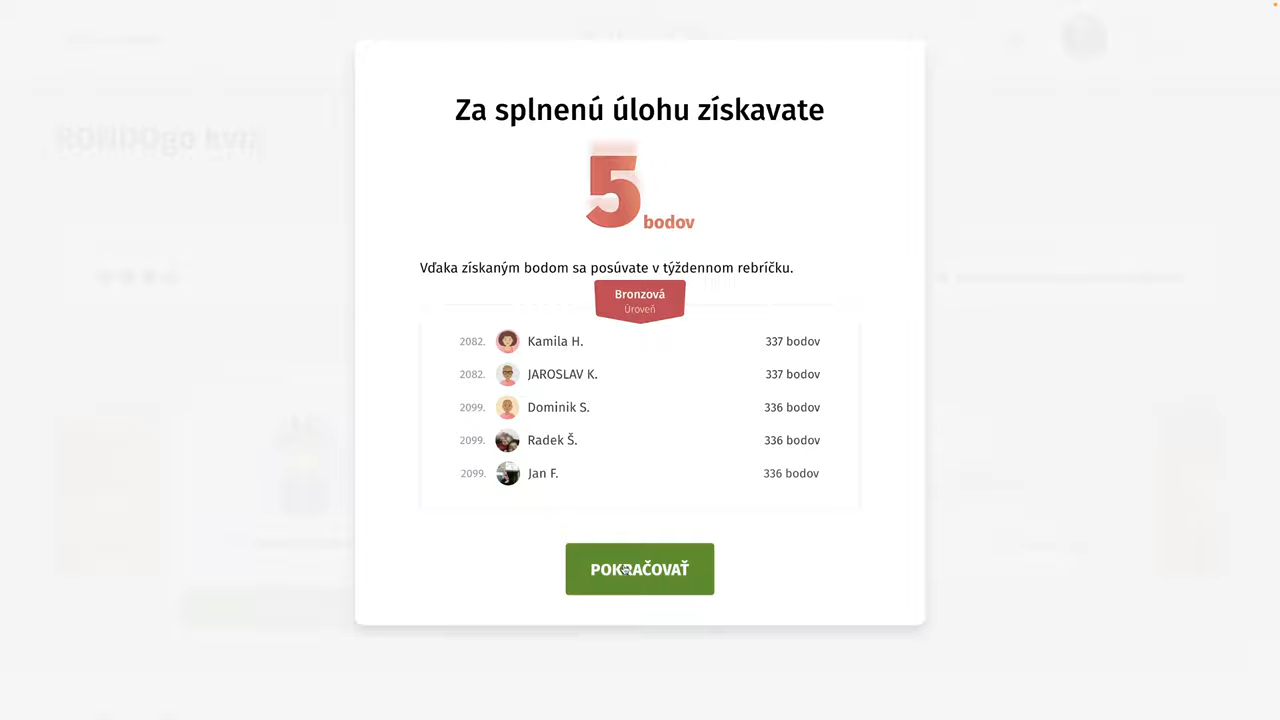 Za splnenú úlohu získavate
5 bodov
Vďaka získaným bodom sa posúvate v týždennom rebríčku.
Bronzová
Úroveň
2082. Kamila H. 337 bodov
2082. JAROSLAV K. 337 bodov
2099. Dominik S. 336 bodov
2099. Radek Š. 336 bodov
2099. Jan F. 336 bodov
POKRAČOVAŤ